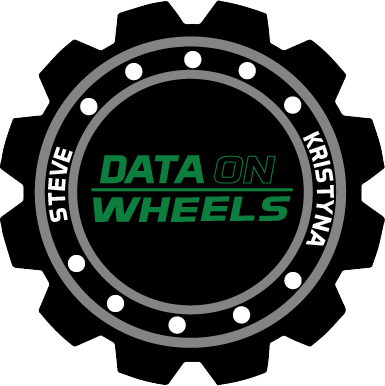 STEVE
KRISTYNA
DATA ON
WHEELS